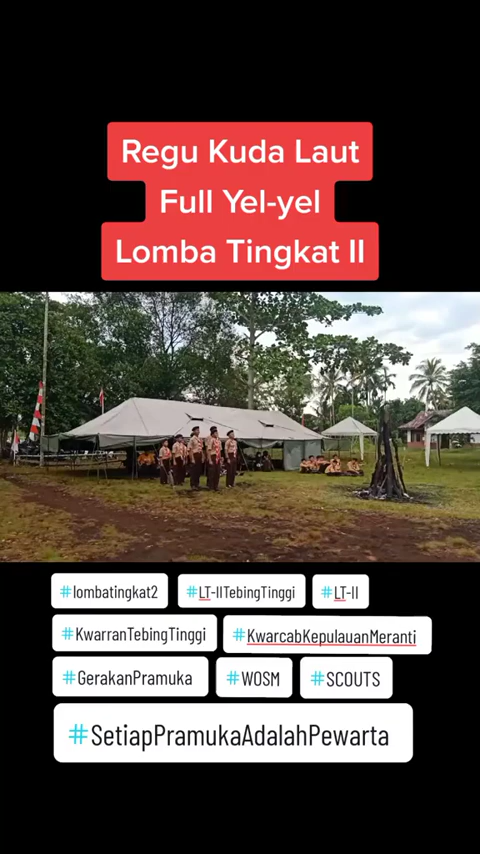 Regu Kuda Laut
Full Yel-yel
Lomba Tingkat II
#lombatingkat2 #LT-IITebingTinggi #LT-II
#KwarranTebingTinggi #KwarcabKepulauanMeranti
#GerakanPramuka #WOSM #SCOUTS
#SetiapPramukaAdalahPewarta